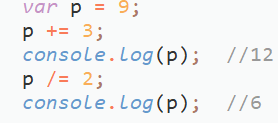 var p = 9;
p += 3;
console.log(p);  //12
p /= 2;
console.log(p);  //6